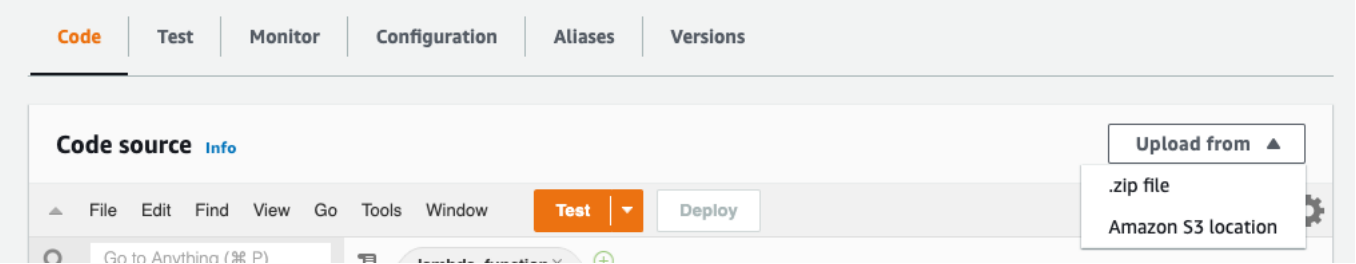 Code Test Monitor Configuration Aliases Versions
Code source Info
Upload from
.zip file
Amazon S3 location
File Edit Find View Go Tools Window Test Deploy
Go to Anything (⌘ P)
lambda_function